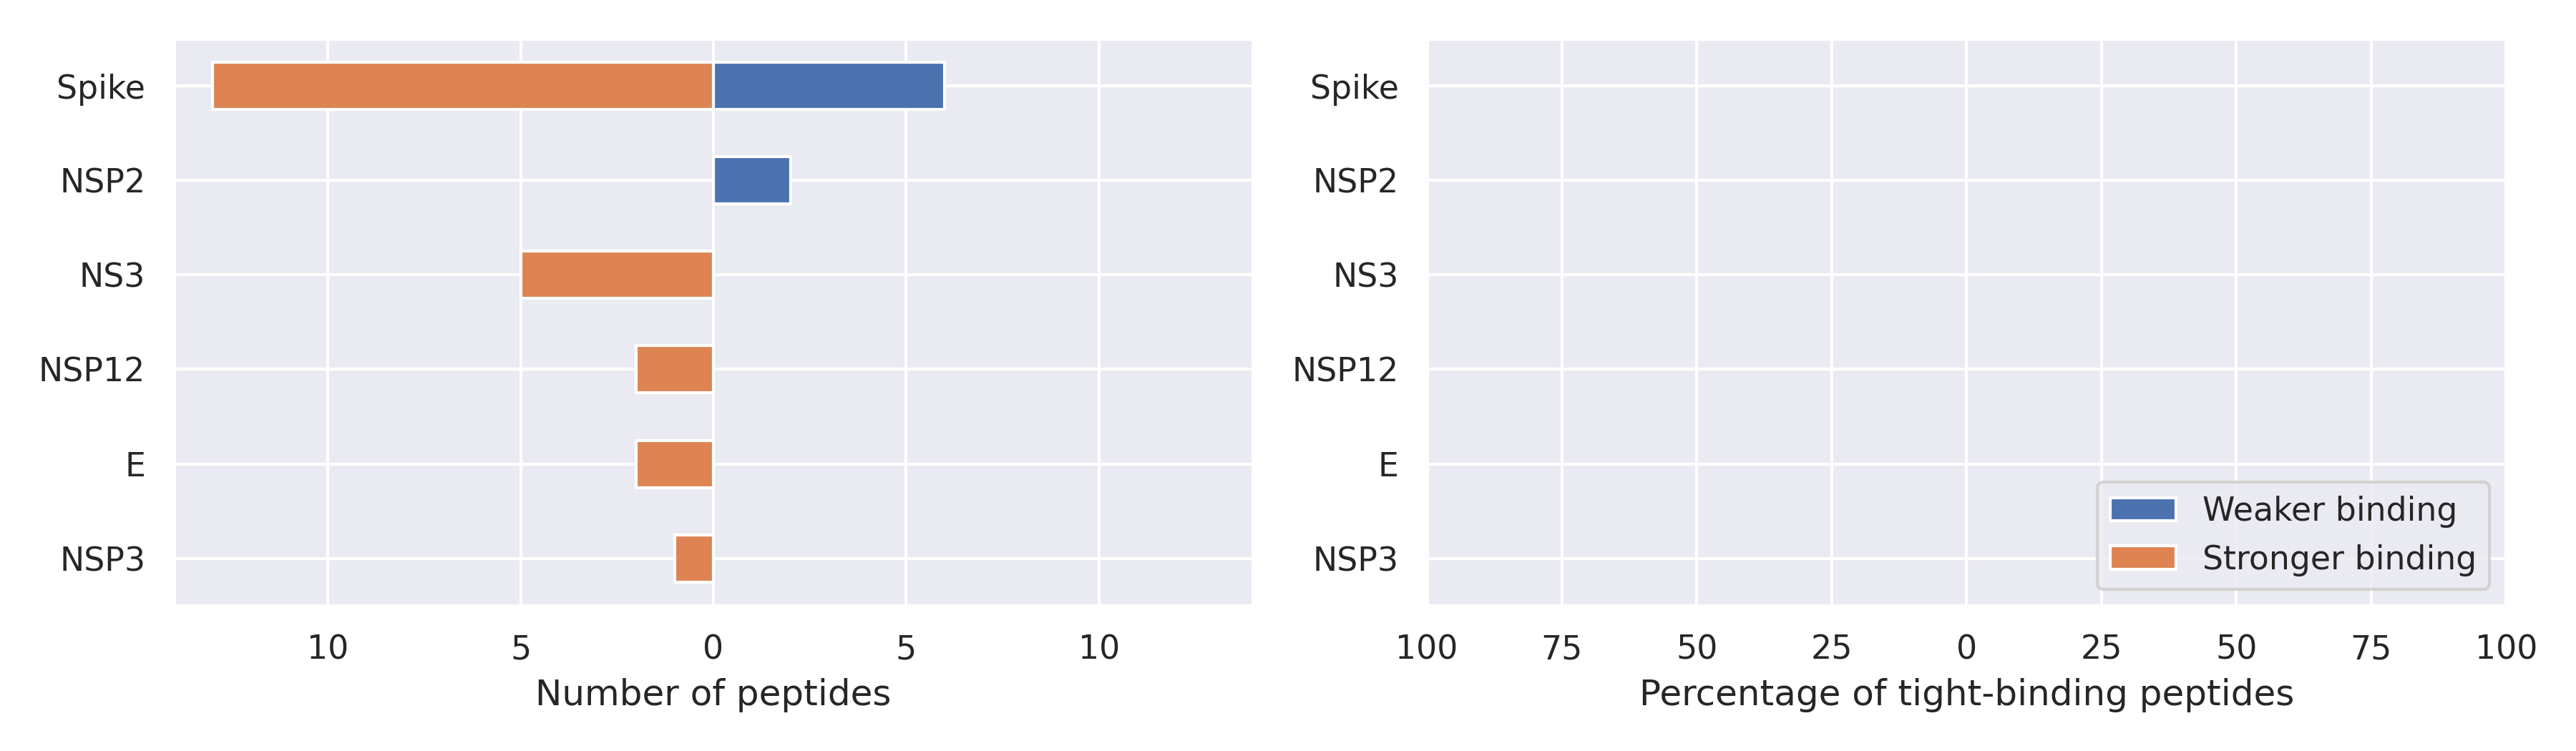 Spike
NSP2
NS3
NSP12
E
NSP3
10 5 0 5 10
Number of peptides
Spike
NSP2
NS3
NSP12
E
NSP3
Weaker binding
Stronger binding
100 75 50 25 0 25 50 75 100
Percentage of tight-binding peptides